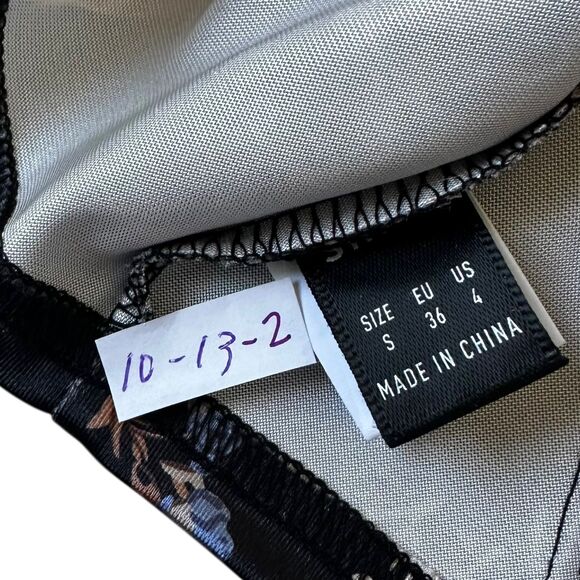 10-13-2
SIZE EU US
S 36 4
MADE IN CHINA